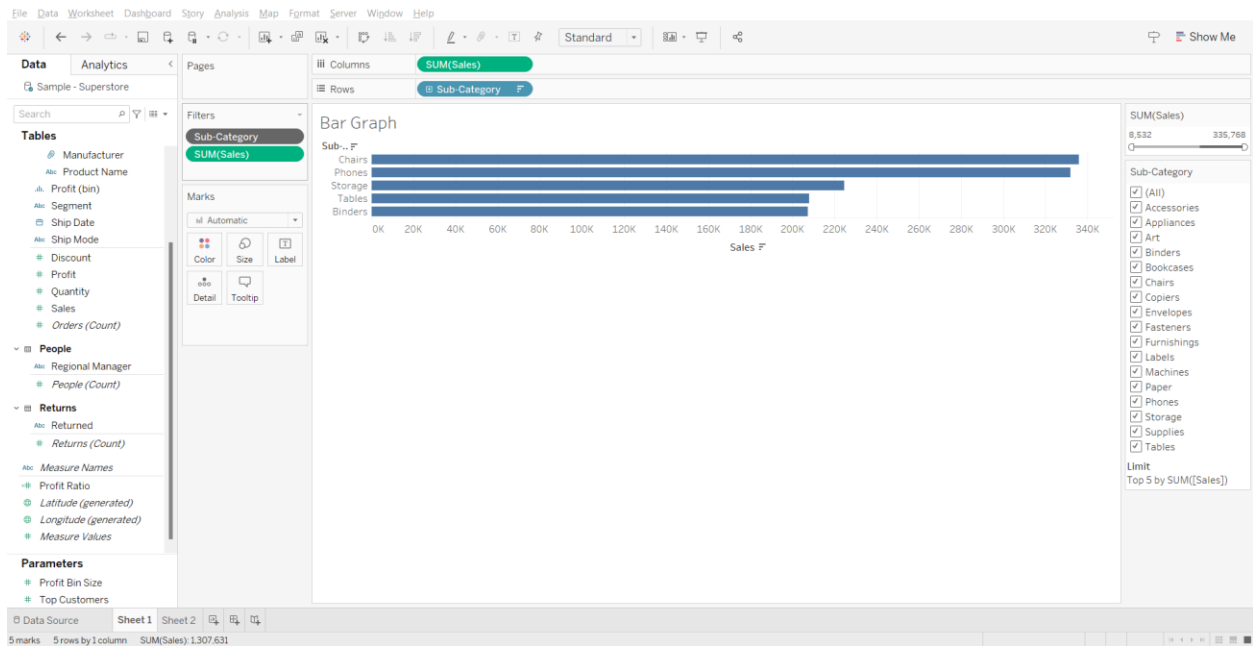 File Data Worksheet Dashboard Story Analysis Map Format Server Window Help
Standard
Show Me
Data Analytics
Sample - Superstore
Search
Tables
Manufacturer
Abc Product Name
Profit (bin)
Abc Segment
Ship Date
Abc Ship Mode
# Discount
# Profit
# Quantity
# Sales
# Orders (Count)
People
Abc Regional Manager
# People (Count)
Returns
Abc Returned
# Returns (Count)
Abc Measure Names
=# Profit Ratio
Latitude (generated)
Longitude (generated)
# Measure Values
Parameters
# Profit Bin Size
# Top Customers
Pages
Filters
Sub-Category
SUM(Sales)
Marks
Automatic
Color Size Label
Detail Tooltip
Columns SUM(Sales)
Rows Sub-Category
Bar Graph
Sub-..
Chairs
Phones
Storage
Tables
Binders
0K 20K 40K 60K 80K 100K 120K 140K 160K 180K 200K 220K 240K 260K 280K 300K 320K 340K
Sales
SUM(Sales)
8,532 335,768
Sub-Category
(All)
Accessories
Appliances
Art
Binders
Bookcases
Chairs
Copiers
Envelopes
Fasteners
Furnishings
Labels
Machines
Paper
Phones
Storage
Supplies
Tables
Limit
Top 5 by SUM([Sales])
Data Source Sheet 1 Sheet 2
5 marks 5 rows by 1 column SUM(Sales): 1,307,631